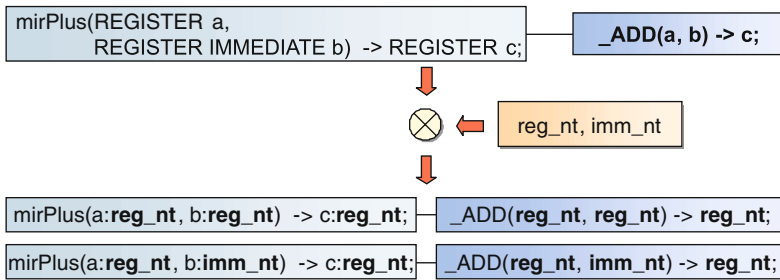 mirPlus(REGISTER a,
REGISTER IMMEDIATE b) -> REGISTER c;
_ADD(a, b) -> c;
reg_nt, imm_nt
mirPlus(a:reg_nt, b:reg_nt) -> c:reg_nt;
_ADD(reg_nt, reg_nt) -> reg_nt;
mirPlus(a:reg_nt, b:imm_nt) -> c:reg_nt;
_ADD(reg_nt, imm_nt) -> reg_nt;